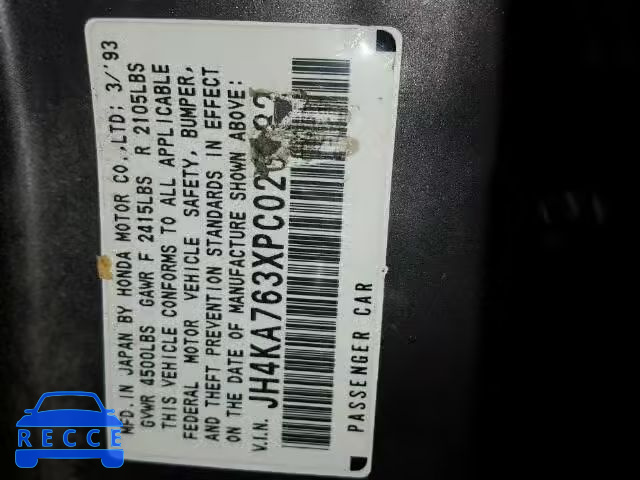 MFD. IN JAPAN BY HONDA MOTOR CO.,LTD: 3/'93
GVWR 4500LBS GAWR F 2415LBS R 2105LBS
THIS VEHICLE CONFORMS TO ALL APPLICABLE
FEDERAL MOTOR VEHICLE SAFETY, BUMPER,
AND THEFT PREVENTION STANDARDS IN EFFECT
ON THE DATE OF MANUFACTURE SHOWN ABOVE:
V.I.N.
PASSENGER CAR
RECCE